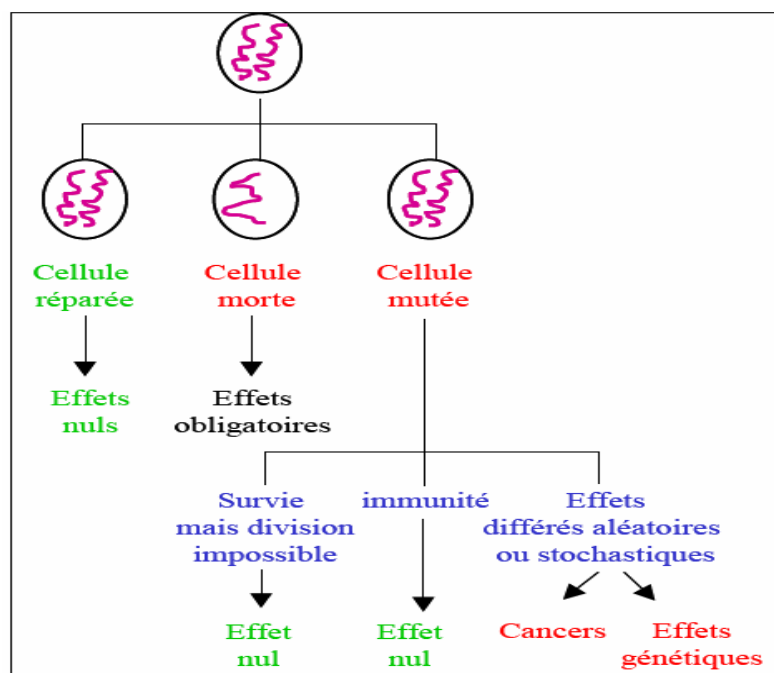 Cellule
réparée
Cellule
morte
Cellule
mutée
Effets
nuls
Effets
obligatoires
Survie
mais division
impossible
immunité
Effets
différés aléatoires
ou stochastiques
Effet
nul
Effet
nul
Cancers
Effets
génétiques